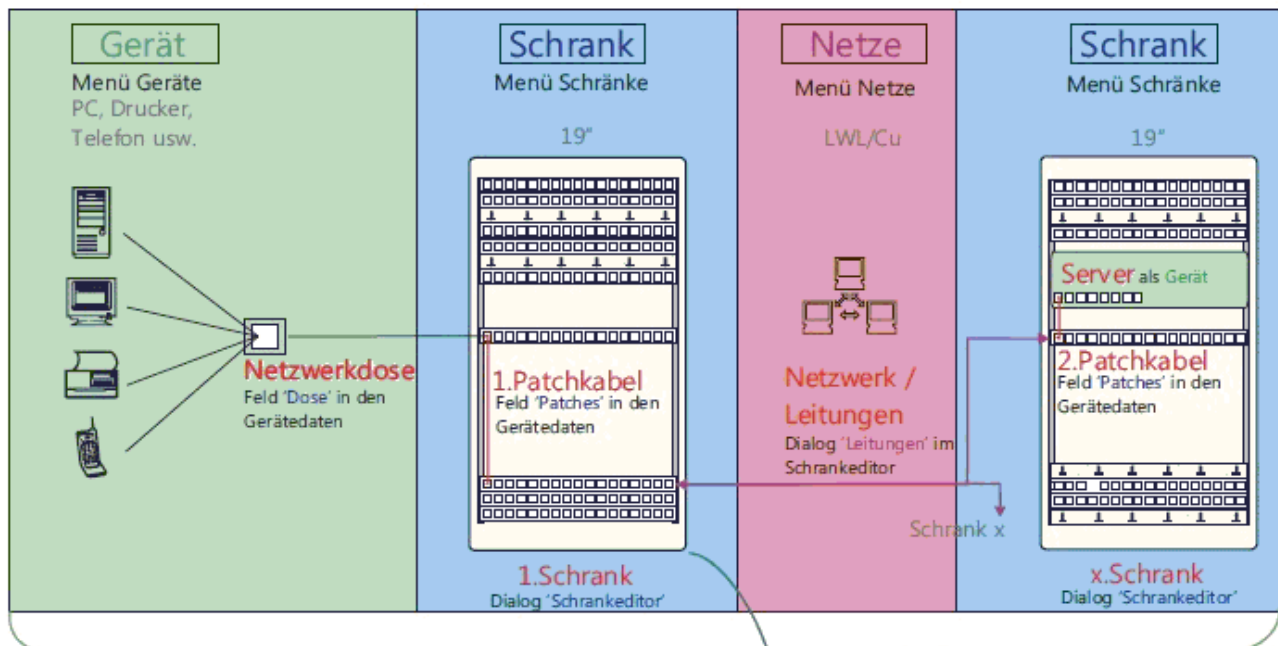 Gerät
Menü Geräte
PC, Drucker,
Telefon usw.
Netzwerkdose
Feld 'Dose' in den
Gerätedaten
Schrank
Menü Schränke
19"
1.Patchkabel
Feld 'Patches' in den
Gerätedaten
1.Schrank
Dialog 'Schrankeditor'
Netze
Menü Netze
LWL/Cu
Netzwerk /
Leitungen
Dialog 'Leitungen' im
Schrankeditor
Schrank x
Schrank
Menü Schränke
19"
Server als Gerät
2.Patchkabel
Feld 'Patches' in den
Gerätedaten
x.Schrank
Dialog 'Schrankeditor'